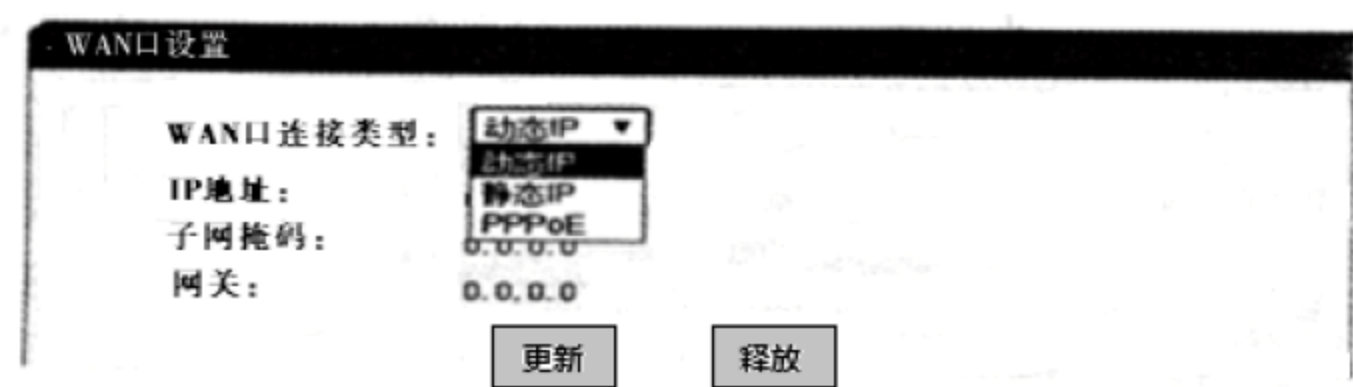 WAN口设置
WAN口连接类型： 动态IP ▼
动态IP
IP地址： 静态IP
PPPoE
子网掩码： 0.0.0.0
网关： 0.0.0.0
更新 释放